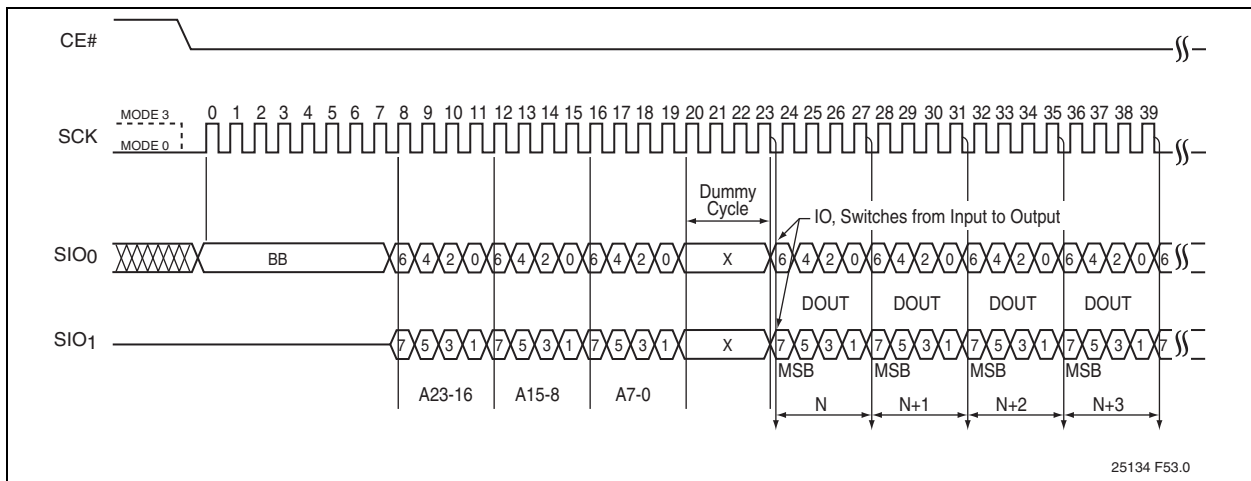 CE#
MODE 3
0 1 2 3 4 5 6 7 8 9 10 11 12 13 14 15 16 17 18 19 20 21 22 23 24 25 26 27 28 29 30 31 32 33 34 35 36 37 38 39
SCK
MODE 0
Dummy
Cycle
IO, Switches from Input to Output
SIO0 BB 6 4 2 0 6 4 2 0 6 4 2 0 X 6 4 2 0 6 4 2 0 6 4 2 0 6 4 2 0 6
DOUT DOUT DOUT DOUT
SIO1 7 5 3 1 7 5 3 1 7 5 3 1 X 7 5 3 1 7 5 3 1 7 5 3 1 7 5 3 1 7
MSB MSB MSB MSB
A23-16 A15-8 A7-0
N N+1 N+2 N+3
25134 F53.0